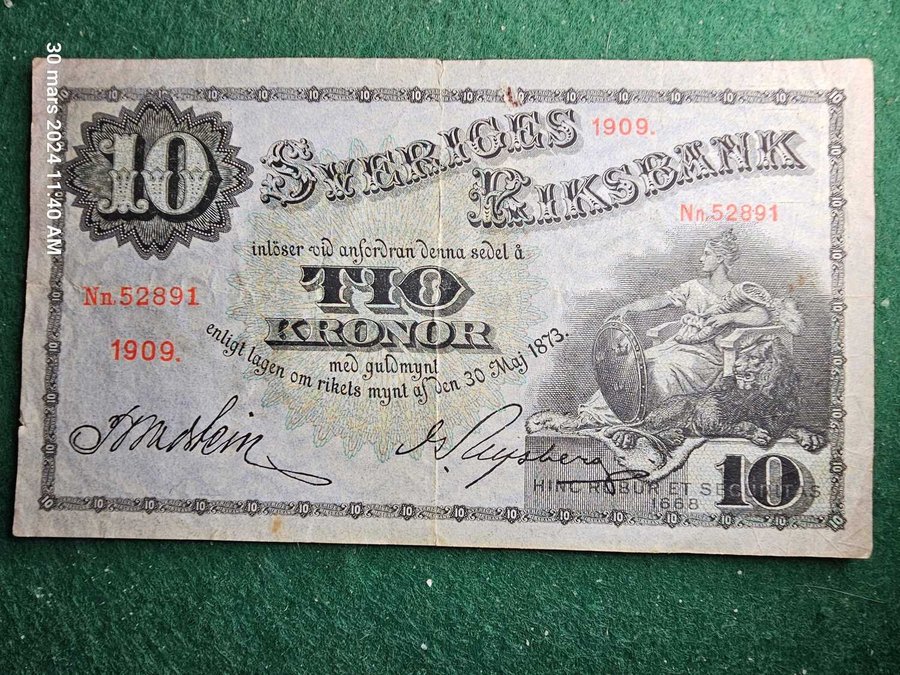 30 mars 2024 11:40 AM
10
SVERIGES
1909.
RIKSBANK
Nn.52891
inlöser vid anfordran denna sedel å
Nn.52891
TIO
KRONOR
1909.
med guldmynt
enligt lagen om rikets mynt af den 30 Maj 1873.
HINC ROBUR ET SECURITAS
1668
10